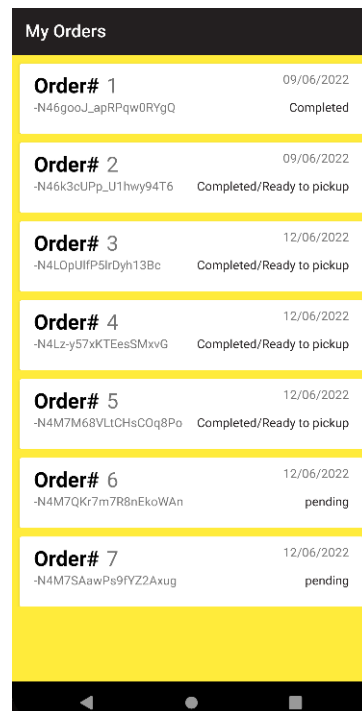 My Orders
Order# 1 09/06/2022
-N46gooJ_apRPqw0RYgQ Completed
Order# 2 09/06/2022
-N46k3cUPp_U1hwy94T6 Completed/Ready to pickup
Order# 3 12/06/2022
-N4LOpUlfP5lrDyh13Bc Completed/Ready to pickup
Order# 4 12/06/2022
-N4Lz-y57xKTEesSMxvG Completed/Ready to pickup
Order# 5 12/06/2022
-N4M7M68VLtCHsCOq8Po Completed/Ready to pickup
Order# 6 12/06/2022
-N4M7QKr7m7R8nEkoWAn pending
Order# 7 12/06/2022
-N4M7SAawPs9fYZ2Axug pending